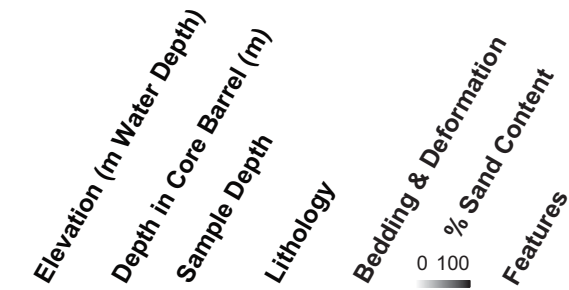 Elevation (m Water Depth)
Depth in Core Barrel (m)
Sample Depth
Lithology
Bedding & Deformation
% Sand Content
0 100
Features